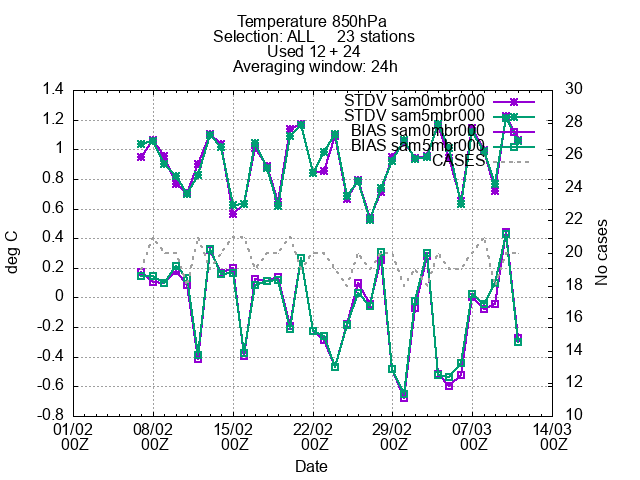 Temperature 850hPa
Selection: ALL 23 stations
Used 12 + 24
Averaging window: 24h
STDV sam0mbr000
STDV sam5mbr000
BIAS sam0mbr000
BIAS sam5mbr000
CASES
deg C
1.4
1.2
1
0.8
0.6
0.4
0.2
0
-0.2
-0.4
-0.6
-0.8
No cases
30
28
26
24
22
20
18
16
14
12
10
01/02 08/02 15/02 22/02 29/02 07/03 14/03
00Z 00Z 00Z 00Z 00Z 00Z 00Z
Date